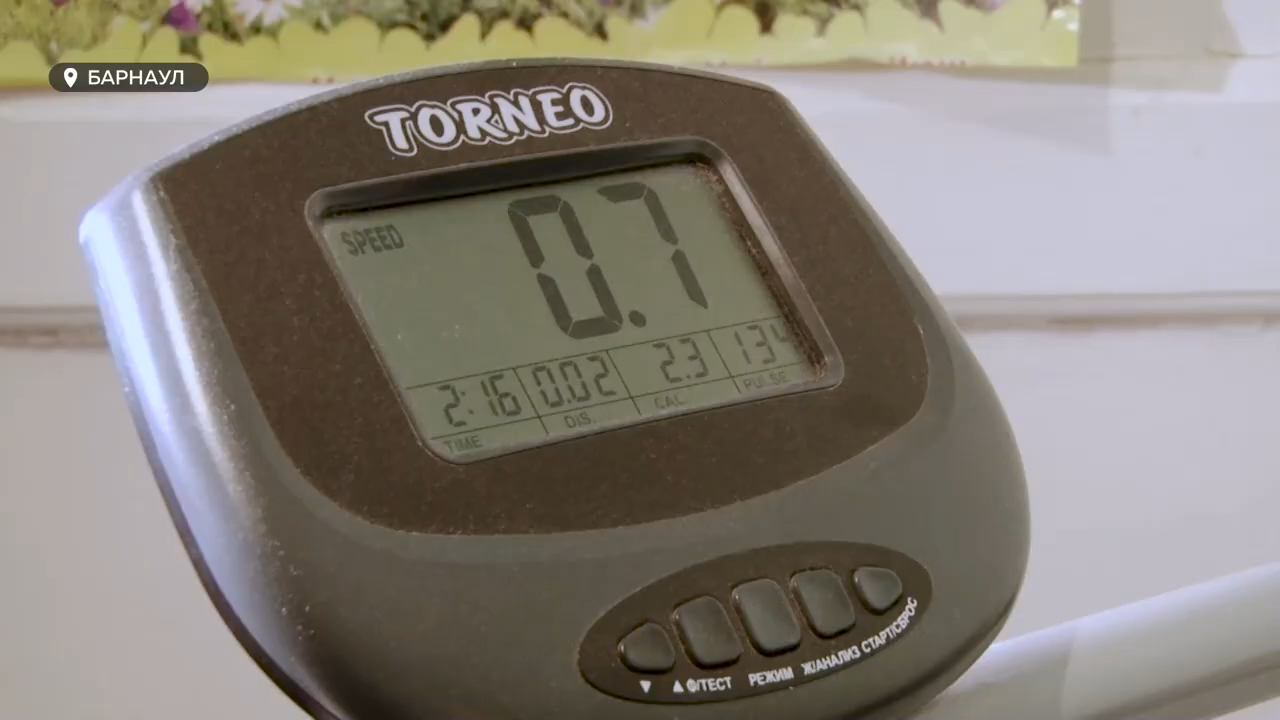 БАРНАУЛ
TORNEO
SPEED
0.7
2:16 0.02 2.3 134
TIME DIS. CAL. PULSE
▼ ▲ Ф/ТЕСТ РЕЖИМ Ж/АНАЛИЗ СТАРТ/СБРОС